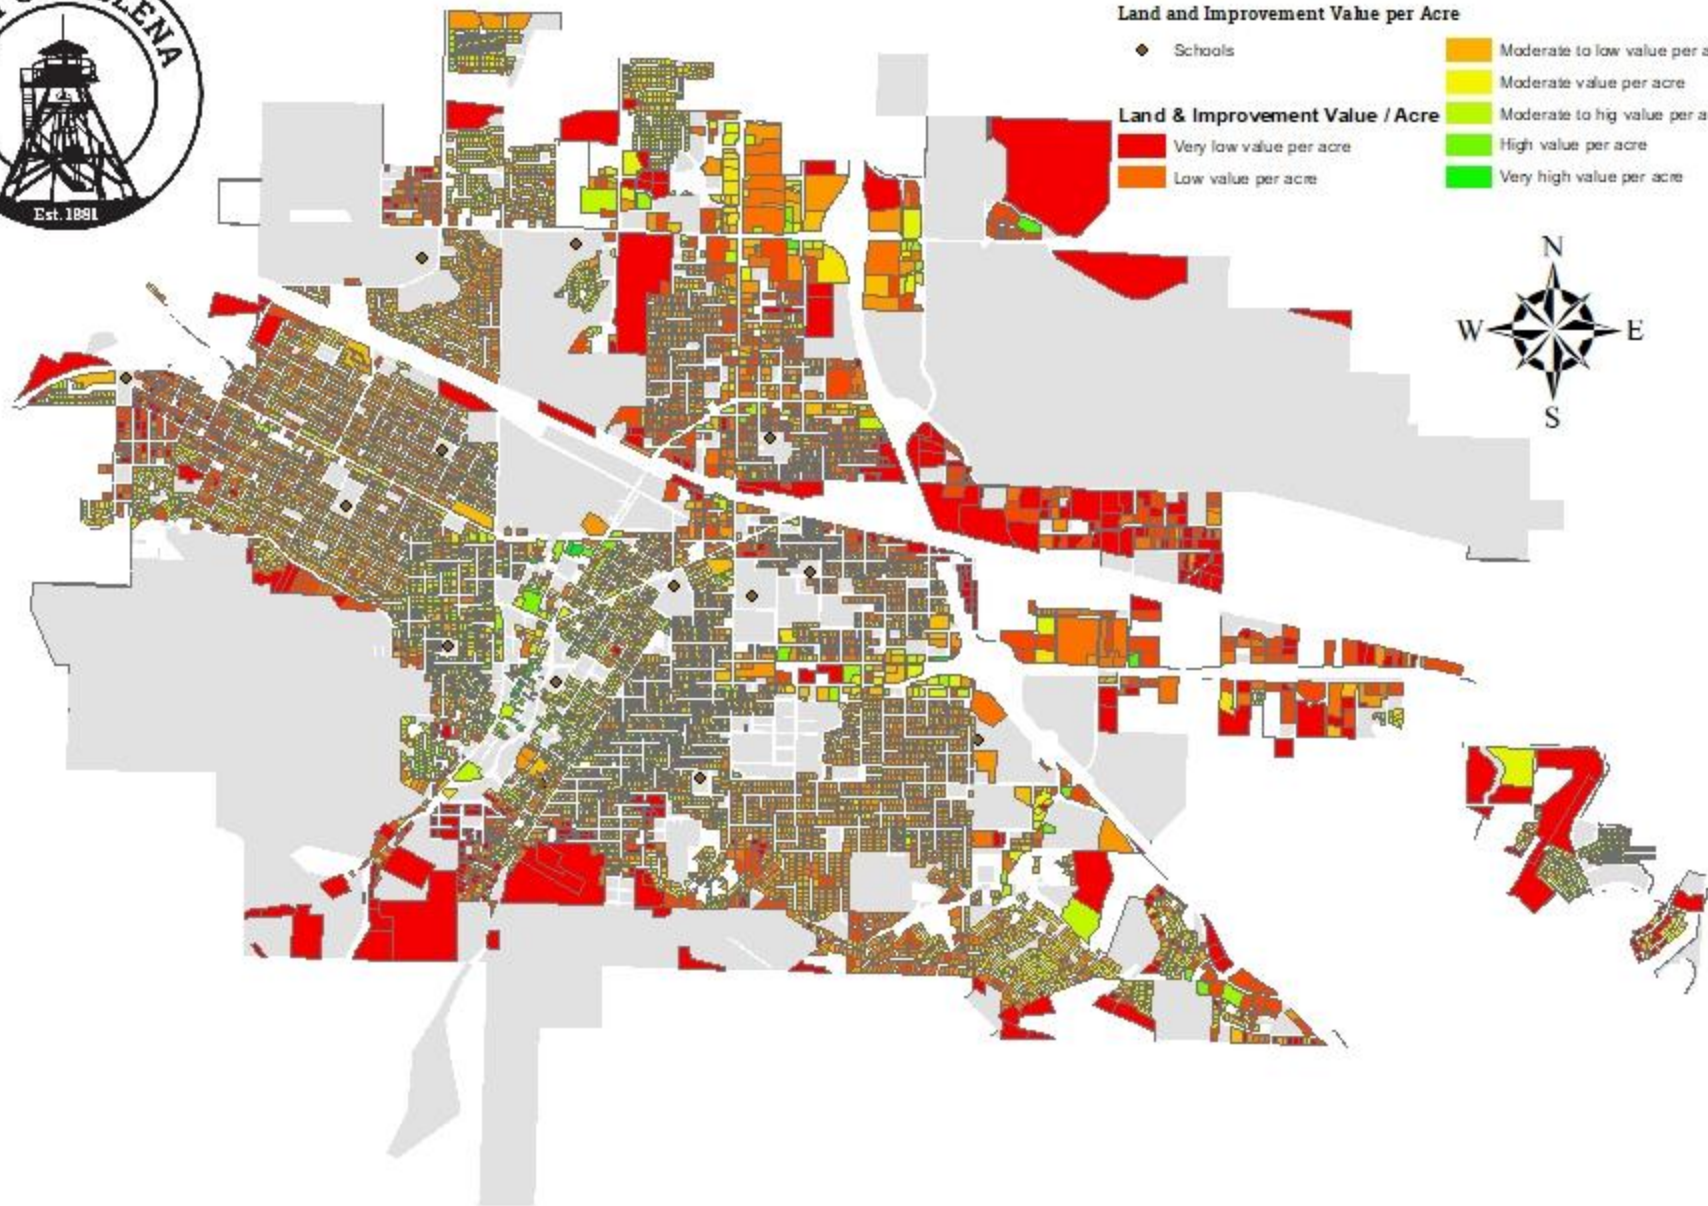 LENA
Est. 1881
Land and Improvement Value per Acre
Schools
Land & Improvement Value / Acre
Very low value per acre
Low value per acre
Moderate to low value per a
Moderate value per acre
Moderate to hig value per a
High value per acre
Very high value per acre
N
W E
S